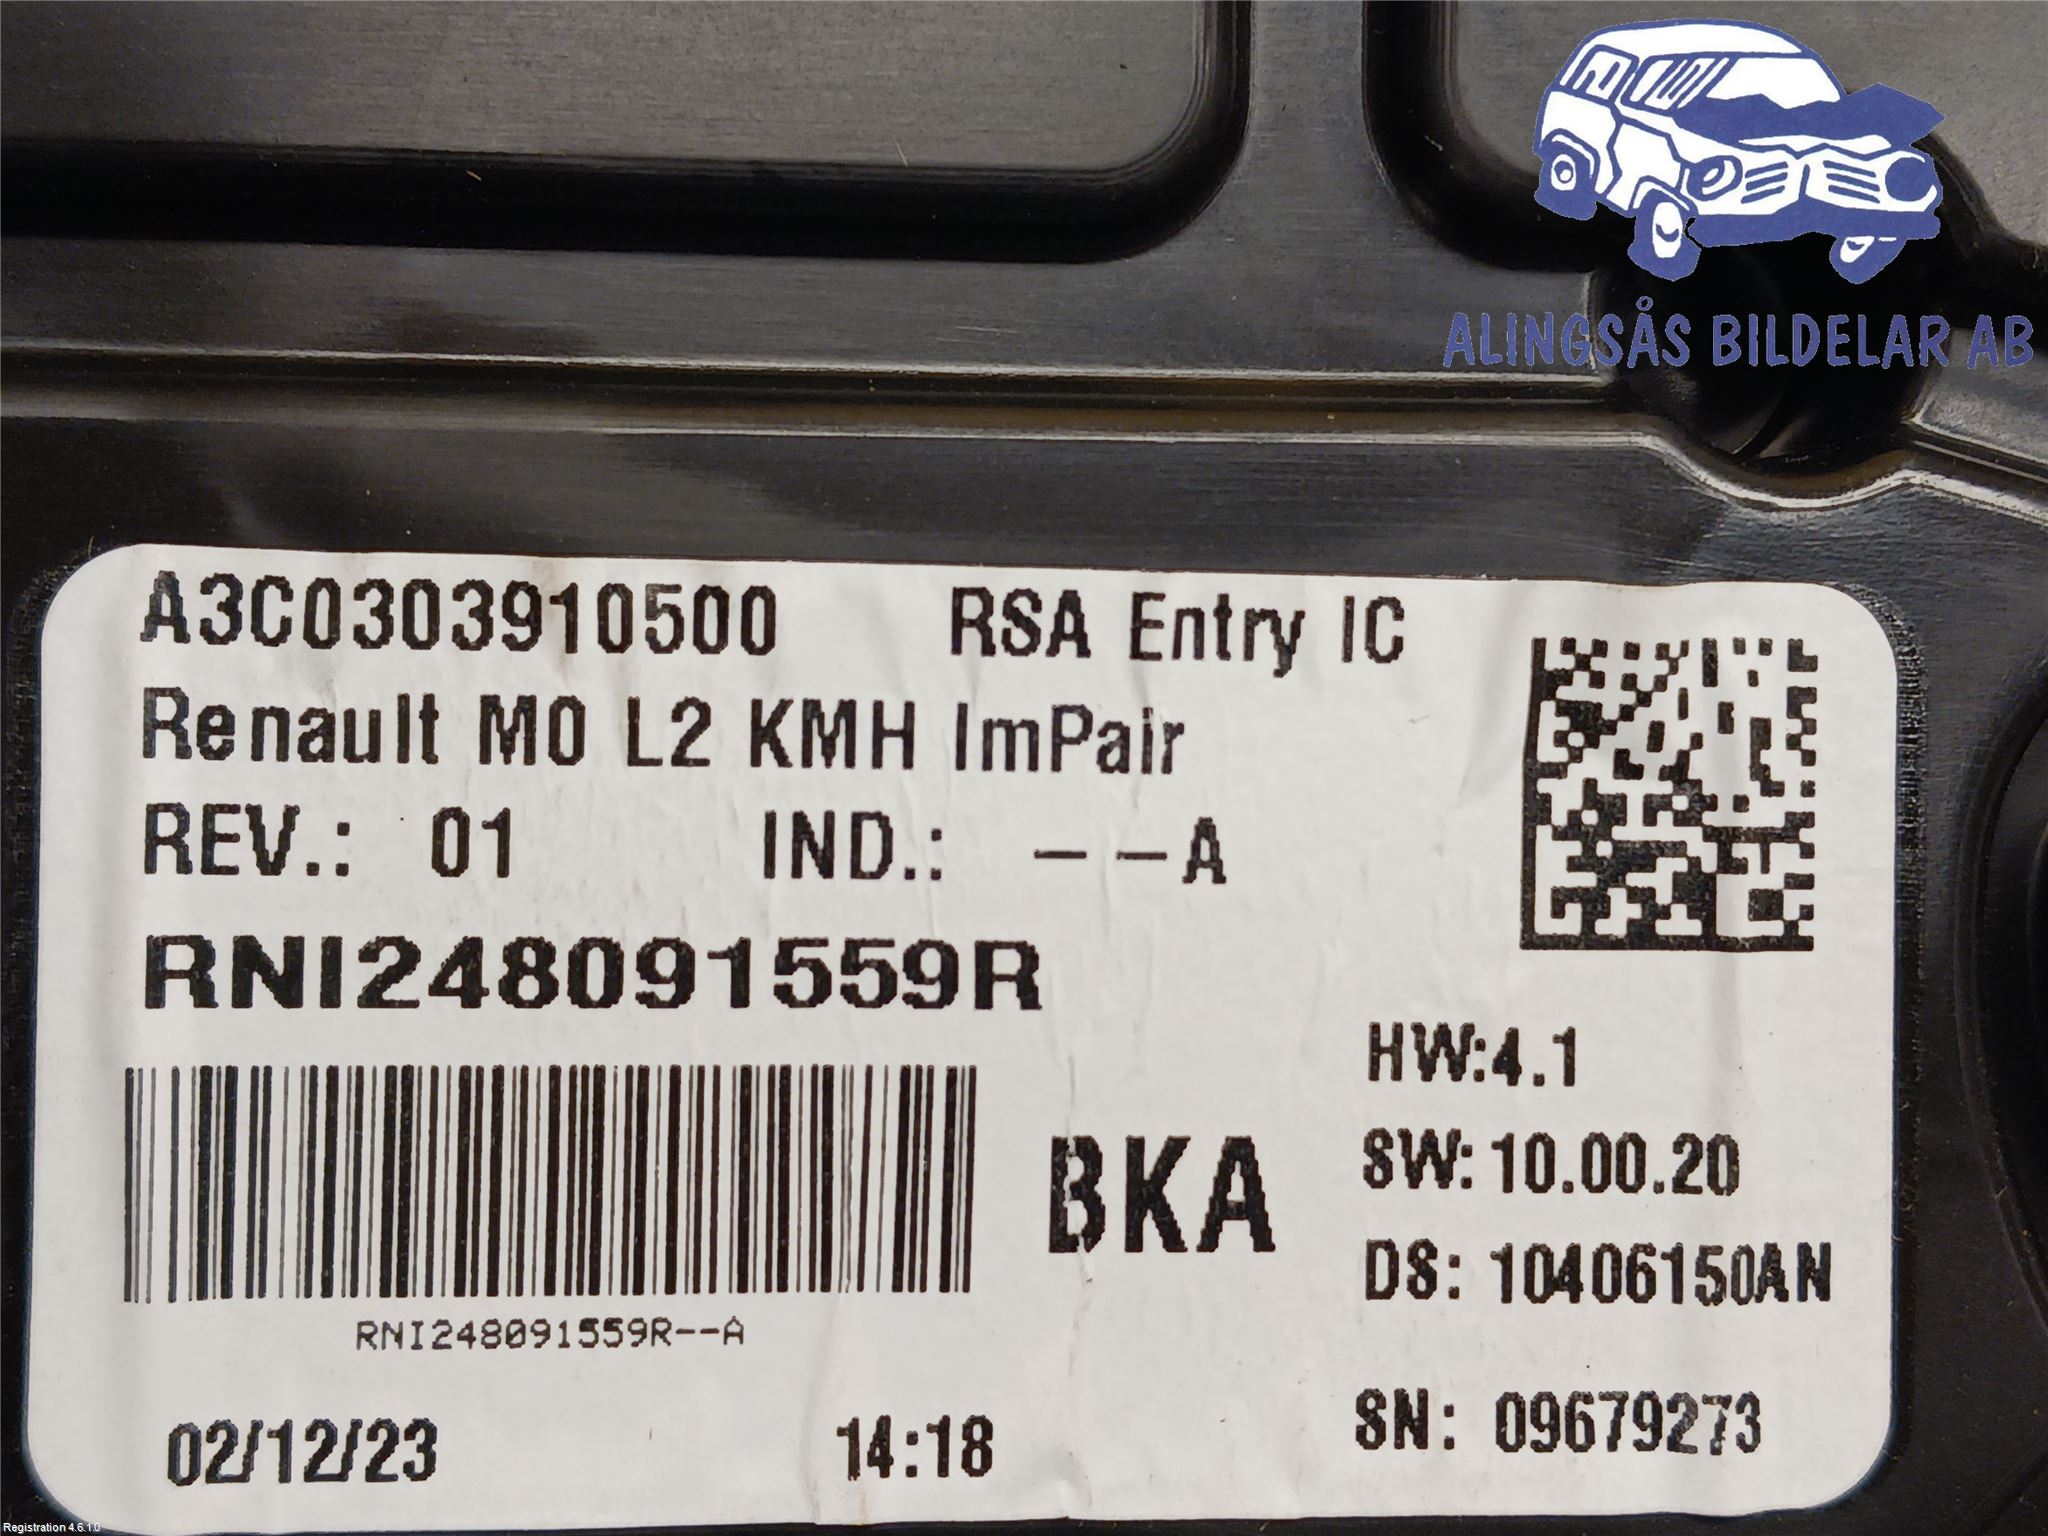 ALINGSÅS BILDELAR AB
A3C0303910500 RSA Entry IC
Renault M0 L2 KMH ImPair
REV.: 01 IND.: --A
RNI248091559R
HW:4.1
SW:10.00.20
BKA
DS: 10406150AN
RNI248091559R--A
SN: 09679273
02/12/23 14:18
Registration 4.6.1.0